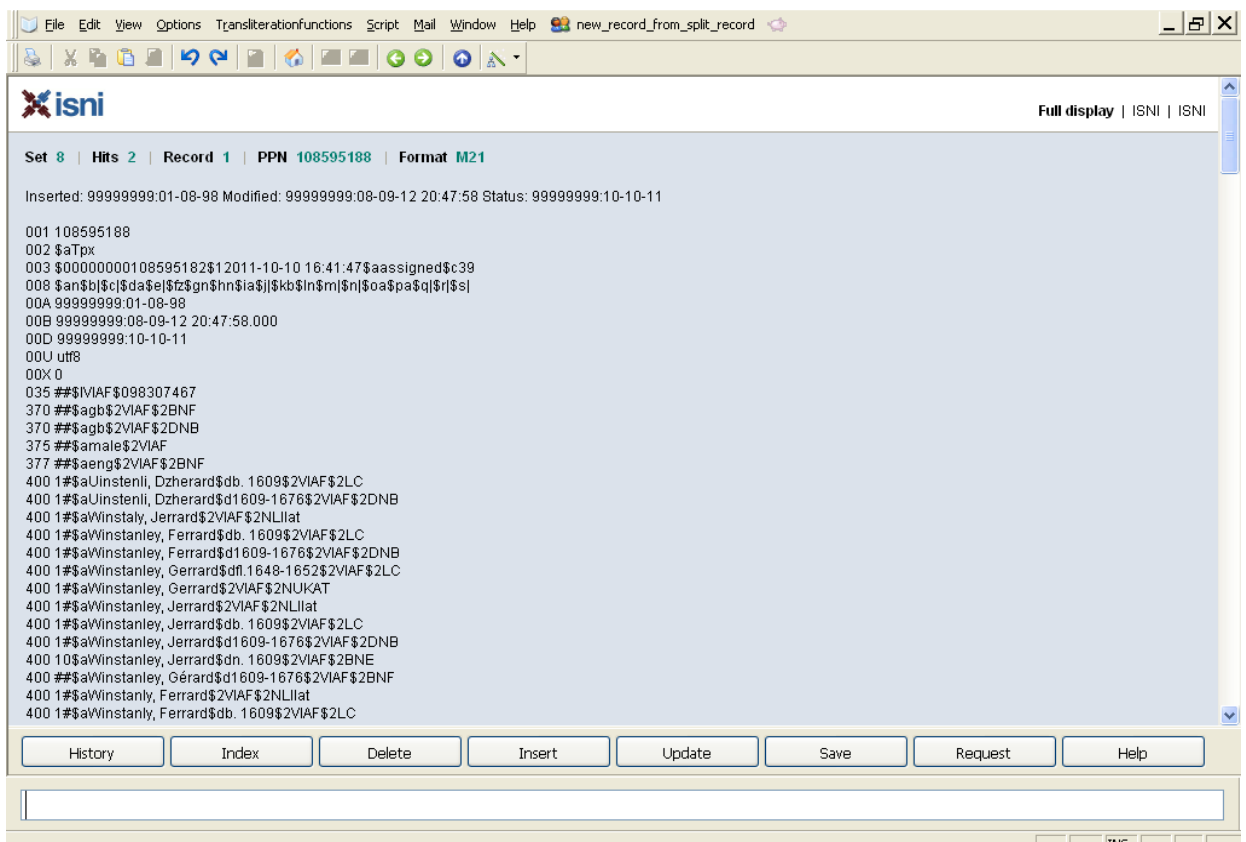 File Edit View Options Transliterationfunctions Script Mail Window Help new_record_from_split_record
isni
Full display | ISNI | ISNI
Set 8 | Hits 2 | Record 1 | PPN 108595188 | Format M21
Inserted: 99999999:01-08-98 Modified: 99999999:08-09-12 20:47:58 Status: 99999999:10-10-11
001 108595188
002 $aTpx
003 $0000000108595182$12011-10-10 16:41:47$aassigned$c39
008 $an$b|$c|$da$e|$fz$gn$hn$ia$j|$kb$ln$m|$n|$oa$pa$q|$r|$s|
00A 99999999:01-08-98
00B 99999999:08-09-12 20:47:58.000
00D 99999999:10-10-11
00U utf8
00X 0
035 ##$IVIAF$098307467
370 ##$agb$2VIAF$2BNF
370 ##$agb$2VIAF$2DNB
375 ##$amale$2VIAF
377 ##$aeng$2VIAF$2BNF
400 1#$aUinstenli, Dzherard$db. 1609$2VIAF$2LC
400 1#$aUinstenli, Dzherard$d1609-1676$2VIAF$2DNB
400 1#$aWinstaly, Jerrard$2VIAF$2NLIlat
400 1#$aWinstanley, Ferrard$db. 1609$2VIAF$2LC
400 1#$aWinstanley, Ferrard$d1609-1676$2VIAF$2DNB
400 1#$aWinstanley, Gerrard$dfl.1648-1652$2VIAF$2LC
400 1#$aWinstanley, Gerrard$2VIAF$2NUKAT
400 1#$aWinstanley, Jerrard$2VIAF$2NLIlat
400 1#$aWinstanley, Jerrard$db. 1609$2VIAF$2LC
400 1#$aWinstanley, Jerrard$d1609-1676$2VIAF$2DNB
400 10$aWinstanley, Jerrard$dn. 1609$2VIAF$2BNE
400 ##$aWinstanley, Gérard$d1609-1676$2VIAF$2BNF
400 1#$aWinstanly, Ferrard$2VIAF$2NLIlat
400 1#$aWinstanly, Ferrard$db. 1609$2VIAF$2LC
History Index Delete Insert Update Save Request Help